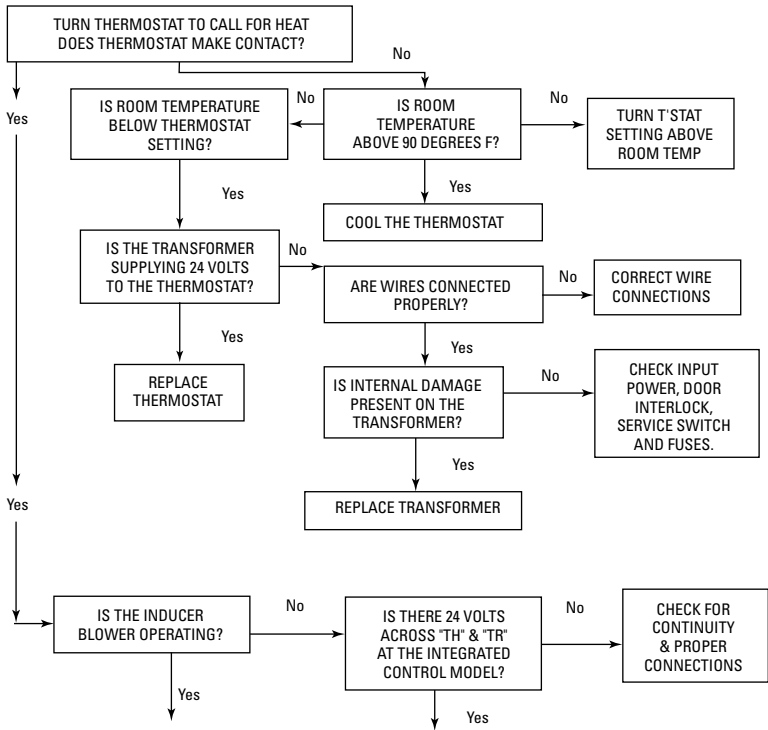 TURN THERMOSTAT TO CALL FOR HEAT
DOES THERMOSTAT MAKE CONTACT?
No
Yes
IS ROOM TEMPERATURE
BELOW THERMOSTAT
SETTING?
No
IS ROOM
TEMPERATURE
ABOVE 90 DEGREES F?
No
TURN T'STAT
SETTING ABOVE
ROOM TEMP
Yes
Yes
COOL THE THERMOSTAT
IS THE TRANSFORMER
SUPPLYING 24 VOLTS
TO THE THERMOSTAT?
No
ARE WIRES CONNECTED
PROPERLY?
No
CORRECT WIRE
CONNECTIONS
Yes
Yes
REPLACE
THERMOSTAT
IS INTERNAL DAMAGE
PRESENT ON THE
TRANSFORMER?
No
CHECK INPUT
POWER, DOOR
INTERLOCK,
SERVICE SWITCH
AND FUSES.
Yes
REPLACE TRANSFORMER
Yes
IS THE INDUCER
BLOWER OPERATING?
No
IS THERE 24 VOLTS
ACROSS "TH" & "TR"
AT THE INTEGRATED
CONTROL MODEL?
No
CHECK FOR
CONTINUITY
& PROPER
CONNECTIONS
Yes
Yes